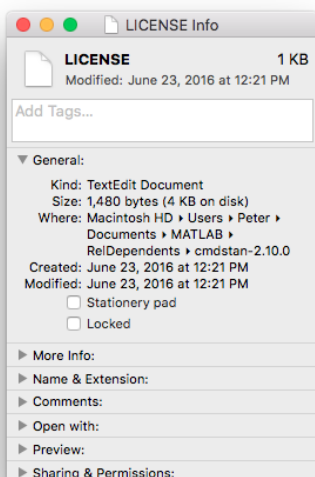 LICENSE Info
LICENSE 1 KB
Modified: June 23, 2016 at 12:21 PM
Add Tags...
General:
Kind: TextEdit Document
Size: 1,480 bytes (4 KB on disk)
Where: Macintosh HD ▸ Users ▸ Peter ▸
Documents ▸ MATLAB ▸
RelDependents ▸ cmdstan-2.10.0
Created: June 23, 2016 at 12:21 PM
Modified: June 23, 2016 at 12:21 PM
Stationery pad
Locked
More Info:
Name & Extension:
Comments:
Open with:
Preview:
Sharing & Permissions: